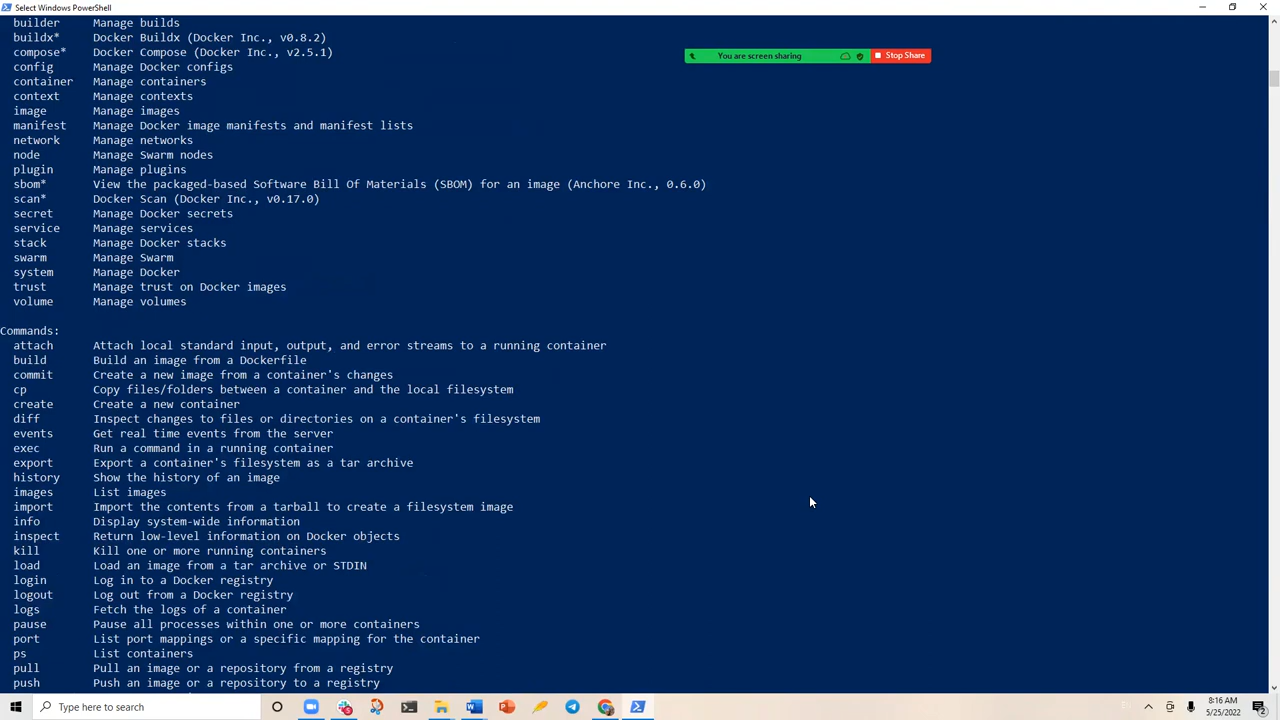 Select Windows PowerShell
builder Manage builds
buildx* Docker Buildx (Docker Inc., v0.8.2)
compose* Docker Compose (Docker Inc., v2.5.1)
You are screen sharing Stop Share
config Manage Docker configs
container Manage containers
context Manage contexts
image Manage images
manifest Manage Docker image manifests and manifest lists
network Manage networks
node Manage Swarm nodes
plugin Manage plugins
sbom* View the packaged-based Software Bill Of Materials (SBOM) for an image (Anchore Inc., 0.6.0)
scan* Docker Scan (Docker Inc., v0.17.0)
secret Manage Docker secrets
service Manage services
stack Manage Docker stacks
swarm Manage Swarm
system Manage Docker
trust Manage trust on Docker images
volume Manage volumes
Commands:
attach Attach local standard input, output, and error streams to a running container
build Build an image from a Dockerfile
commit Create a new image from a container's changes
cp Copy files/folders between a container and the local filesystem
create Create a new container
diff Inspect changes to files or directories on a container's filesystem
events Get real time events from the server
exec Run a command in a running container
export Export a container's filesystem as a tar archive
history Show the history of an image
images List images
import Import the contents from a tarball to create a filesystem image
info Display system-wide information
inspect Return low-level information on Docker objects
kill Kill one or more running containers
load Load an image from a tar archive or STDIN
login Log in to a Docker registry
logout Log out from a Docker registry
logs Fetch the logs of a container
pause Pause all processes within one or more containers
port List port mappings or a specific mapping for the container
ps List containers
pull Pull an image or a repository from a registry
push Push an image or a repository to a registry
Type here to search
8:16 AM
5/25/2022
2